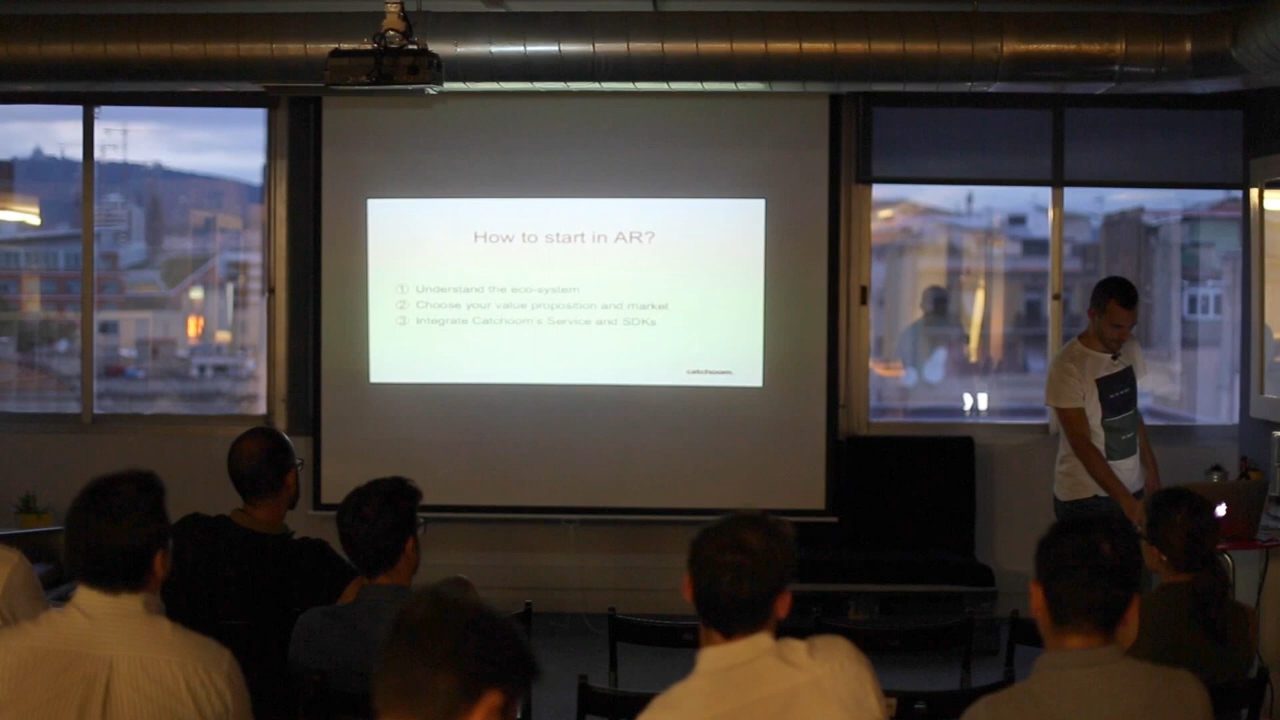 How to start in AR?
① Understand the eco-system
② Choose your value proposition and market
③ Integrate Catchoom's Service and SDKs
catchoom.